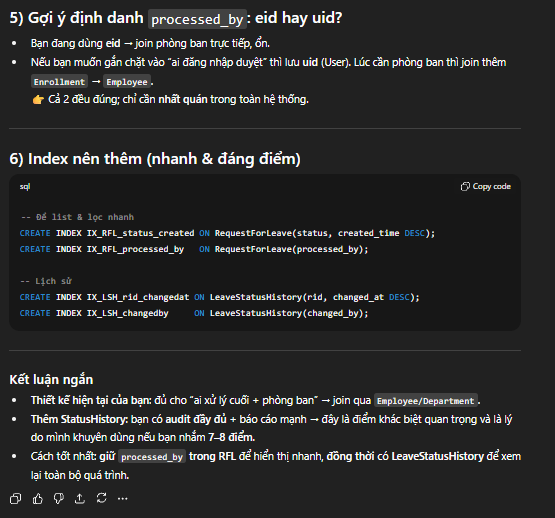 5) Gợi ý định danh processed_by: eid hay uid?
• Bạn đang dùng eid → join phòng ban trực tiếp, ổn.
• Nếu bạn muốn gắn chặt vào “ai đăng nhập duyệt” thì lưu uid (User). Lúc cần phòng ban thì join thêm
Enrollment → Employee.
👉 Cả 2 đều đúng; chỉ cần nhất quán trong toàn hệ thống.
6) Index nên thêm (nhanh & đáng điểm)
sql
Copy code
-- Để list & lọc nhanh
CREATE INDEX IX_RFL_status_created ON RequestForLeave(status, created_time DESC);
CREATE INDEX IX_RFL_processed_by ON RequestForLeave(processed_by);
-- Lịch sử
CREATE INDEX IX_LSH_rid_changedat ON LeaveStatusHistory(rid, changed_at DESC);
CREATE INDEX IX_LSH_changedby ON LeaveStatusHistory(changed_by);
Kết luận ngắn
• Thiết kế hiện tại của bạn: đủ cho “ai xử lý cuối + phòng ban” → join qua Employee/Department.
• Thêm StatusHistory: bạn có audit đầy đủ + báo cáo mạnh → đây là điểm khác biệt quan trọng và là lý
do mình khuyên dùng nếu bạn nhắm 7–8 điểm.
• Cách tốt nhất: giữ processed_by trong RFL để hiển thị nhanh, đồng thời có LeaveStatusHistory để xem
lại toàn bộ quá trình.